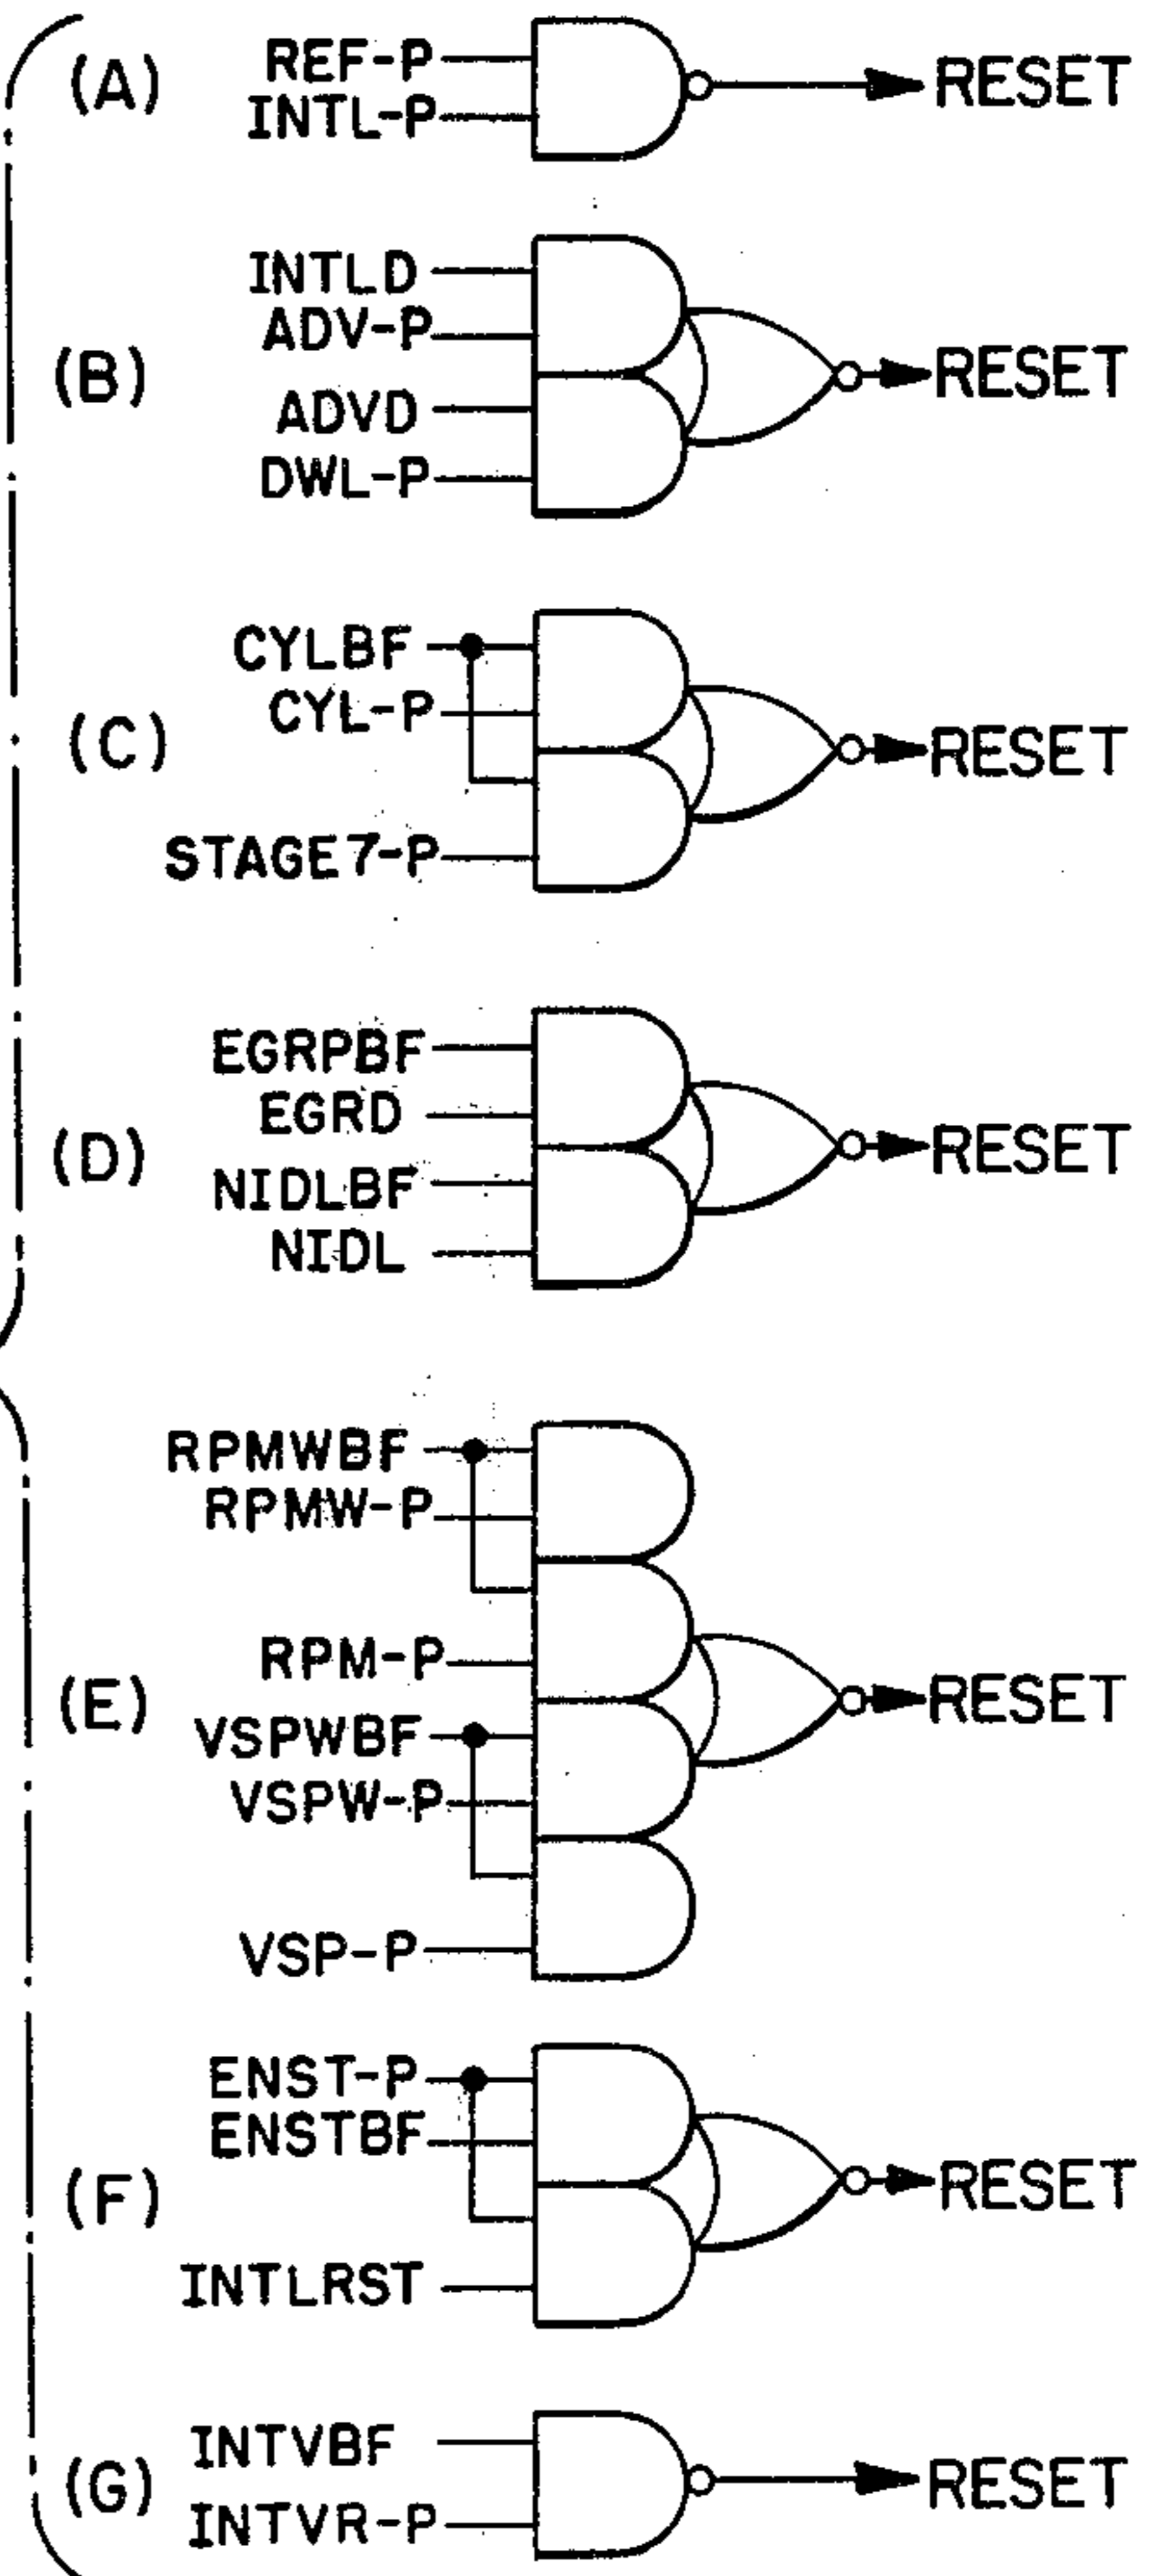 (A)
REF-P
INTL-P
RESET
(B)
INTLD
ADV-P
ADVD
DWL-P
RESET
(C)
CYLBF
CYL-P
STAGE7-P
RESET
(D)
EGRPBF
EGRD
NIDLBF
NIDL
RESET
(E)
RPMWBF
RPMW-P
RPM-P
VSPWBF
VSPW-P
VSP-P
RESET
(F)
ENST-P
ENSTBF
INTLRST
RESET
(G)
INTVBF
INTVR-P
RESET